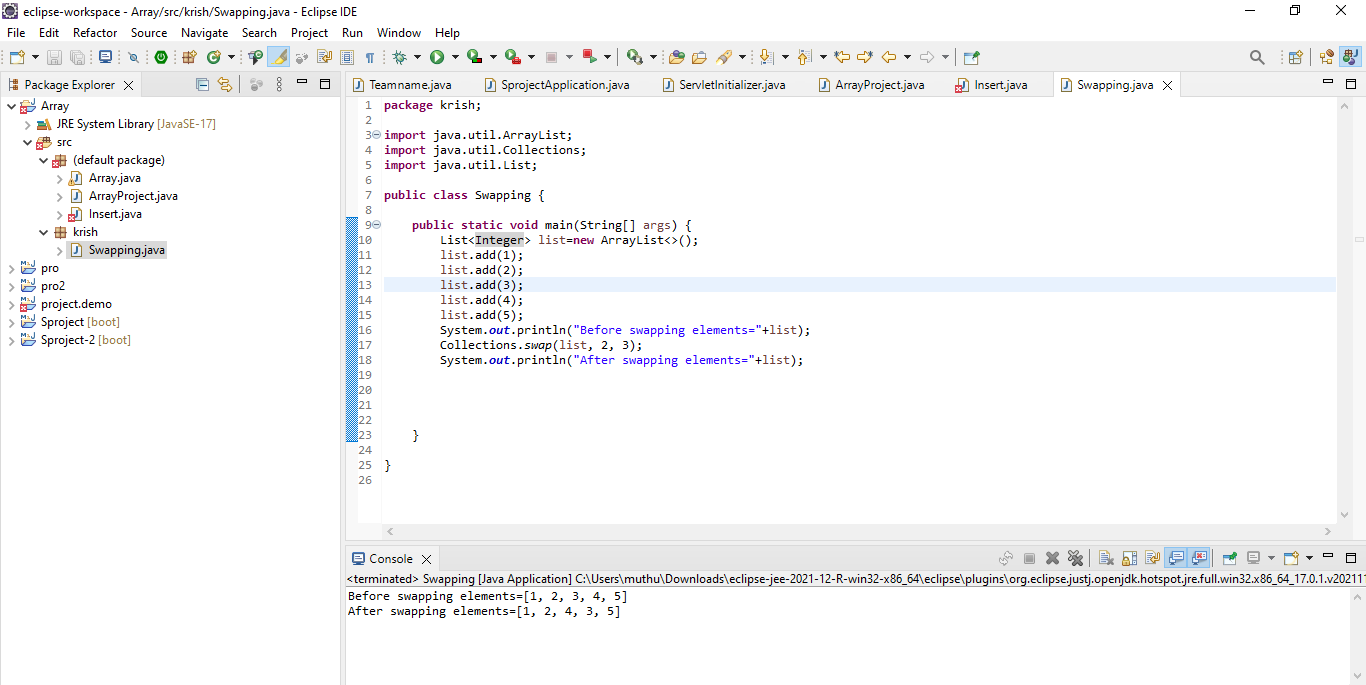 eclipse-workspace - Array/src/krish/Swapping.java - Eclipse IDE
File Edit Refactor Source Navigate Search Project Run Window Help
Package Explorer
Array
JRE System Library [JavaSE-17]
src
(default package)
Array.java
ArrayProject.java
Insert.java
krish
Swapping.java
pro
pro2
project.demo
Sproject [boot]
Sproject-2 [boot]
Teamname.java SprojectApplication.java ServletInitializer.java ArrayProject.java Insert.java Swapping.java
1 package krish;
2
3 import java.util.ArrayList;
4 import java.util.Collections;
5 import java.util.List;
6
7 public class Swapping {
8
9 public static void main(String[] args) {
10 List<Integer> list=new ArrayList<>();
11 list.add(1);
12 list.add(2);
13 list.add(3);
14 list.add(4);
15 list.add(5);
16 System.out.println("Before swapping elements="+list);
17 Collections.swap(list, 2, 3);
18 System.out.println("After swapping elements="+list);
19
20
21
22
23 }
24
25 }
26
Console
<terminated> Swapping [Java Application] C:\Users\muthu\Downloads\eclipse-jee-2021-12-R-win32-x86_64\eclipse\plugins\org.eclipse.justj.openjdk.hotspot.jre.full.win32.x86_64_17.0.1.v202111
Before swapping elements=[1, 2, 3, 4, 5]
After swapping elements=[1, 2, 4, 3, 5]